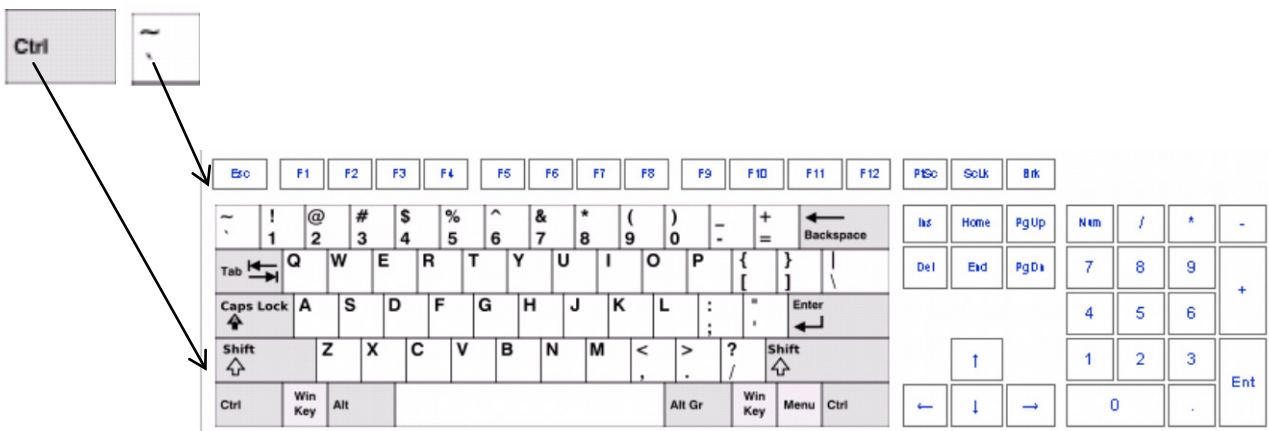 Ctrl ~
`
Esc F1 F2 F3 F4 F5 F6 F7 F8 F9 F10 F11 F12 PtSc ScLk Brk
~ ! @ # $ % ^ & * ( ) _ + Backspace
` 1 2 3 4 5 6 7 8 9 0 - =
Ins Home PgUp Num / * -
Tab Q W E R T Y U I O P { } |
[ ] \
Del End PgDn 7 8 9 +
Caps Lock A S D F G H J K L : " Enter
; '
4 5 6
Shift Z X C V B N M < > ? Shift
, . /
↑ 1 2 3 Ent
Ctrl Win Key Alt Alt Gr Win Key Menu Ctrl
← ↓ → 0 .